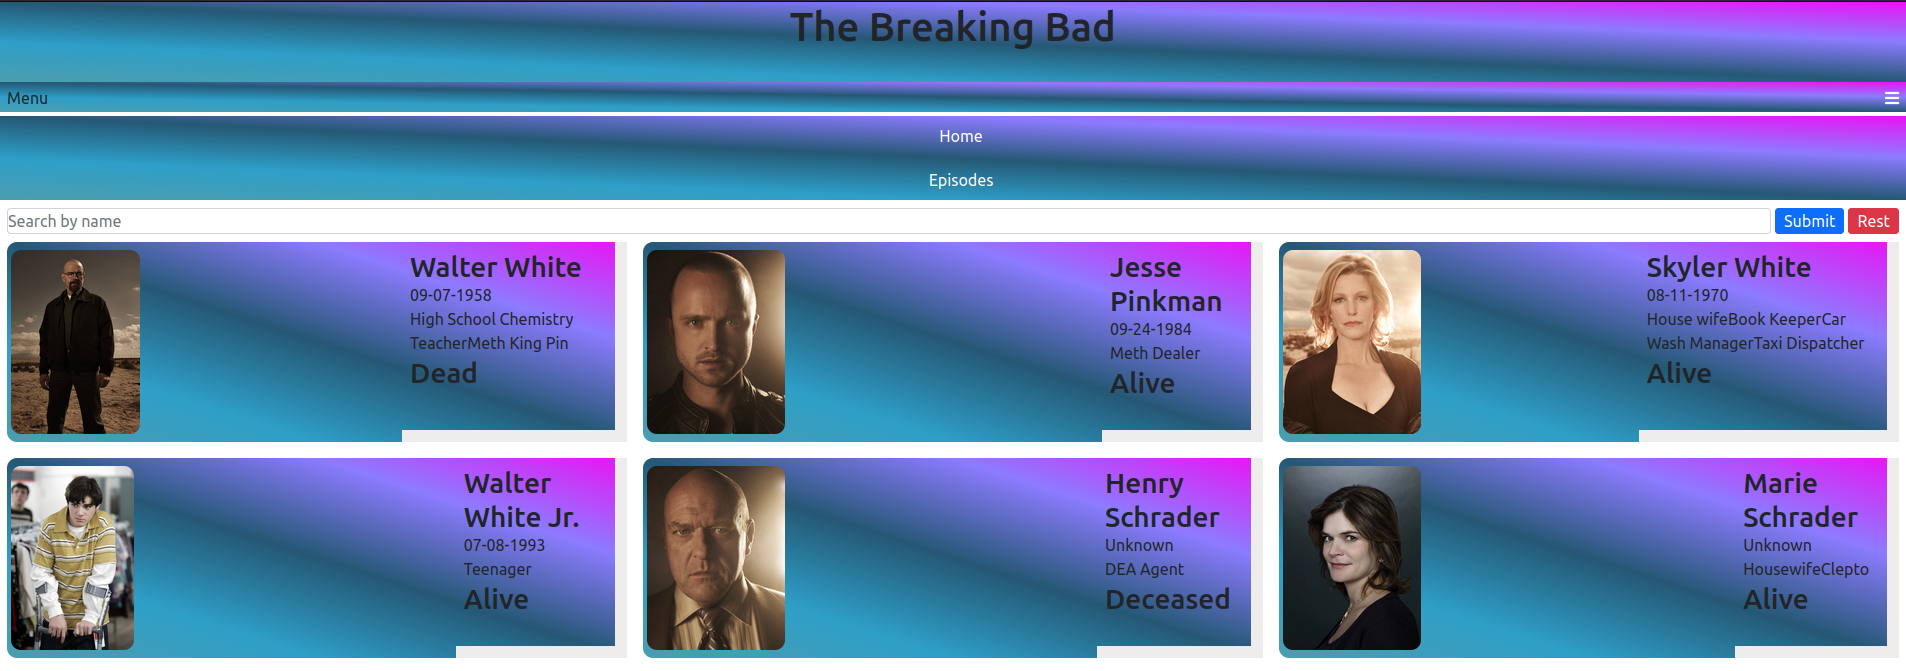 The Breaking Bad
Menu
Home
Episodes
Search by name
Submit
Rest
Walter White
09-07-1958
High School Chemistry
TeacherMeth King Pin
Dead
Jesse
Pinkman
09-24-1984
Meth Dealer
Alive
Skyler White
08-11-1970
House wifeBook KeeperCar
Wash ManagerTaxi Dispatcher
Alive
Walter
White Jr.
07-08-1993
Teenager
Alive
Henry
Schrader
Unknown
DEA Agent
Deceased
Marie
Schrader
Unknown
HousewifeClepto
Alive